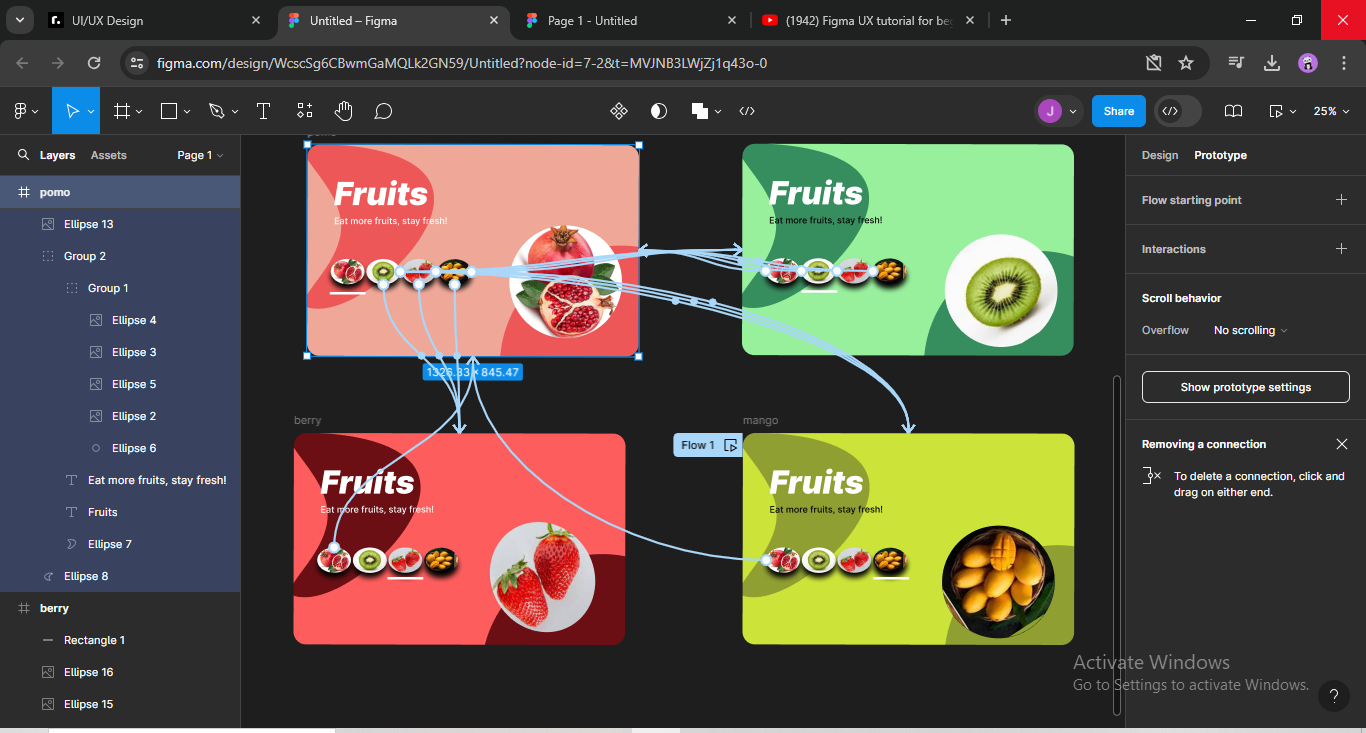 UI/UX Design
Untitled – Figma
Page 1 - Untitled
(1942) Figma UX tutorial for be
figma.com/design/WcscSg6CBwmGaMQLk2GN59/Untitled?node-id=7-2&t=MVJNB3LWjZj1q43o-0
J
Share
25%
Layers
Assets
Page 1
pomo
Ellipse 13
Group 2
Group 1
Ellipse 4
Ellipse 3
Ellipse 5
Ellipse 2
Ellipse 6
Eat more fruits, stay fresh!
Fruits
Ellipse 7
Ellipse 8
berry
Rectangle 1
Ellipse 16
Ellipse 15
Fruits
Eat more fruits, stay fresh!
1326.33 × 845.47
Fruits
Eat more fruits, stay fresh!
berry
Fruits
Eat more fruits, stay fresh!
mango
Flow 1
Fruits
Eat more fruits, stay fresh!
Design
Prototype
Flow starting point
Interactions
Scroll behavior
Overflow
No scrolling
Show prototype settings
Removing a connection
To delete a connection, click and
drag on either end.
Activate Windows
Go to Settings to activate Windows.
?